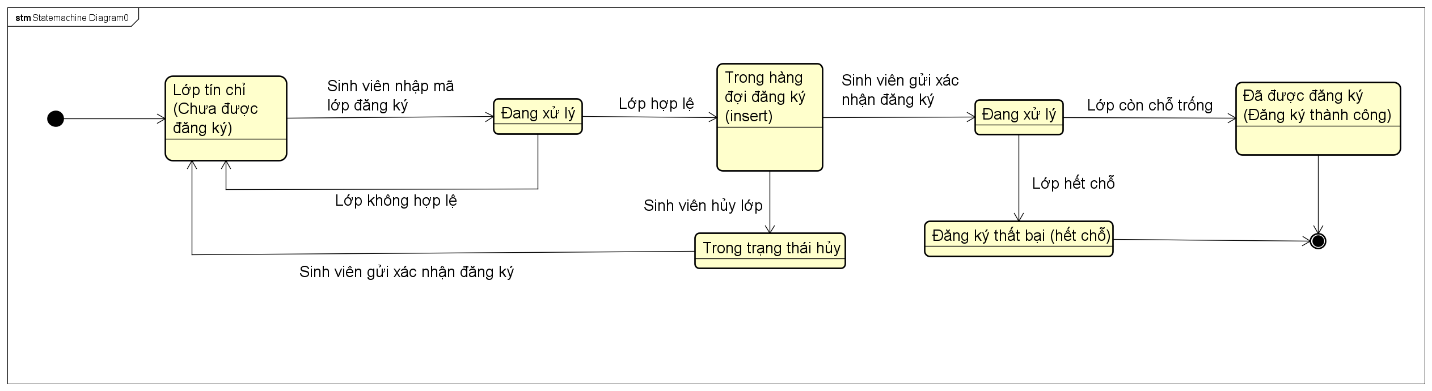 stm Statemachine Diagram0
Lớp tín chỉ
(Chưa được
đăng ký)
Sinh viên nhập mã
lớp đăng ký
Đang xử lý
Lớp hợp lệ
Trong hàng
đợi đăng ký
(insert)
Sinh viên gửi xác
nhận đăng ký
Đang xử lý
Lớp còn chỗ trống
Đã được đăng ký
(Đăng ký thành công)
Lớp không hợp lệ
Sinh viên hủy lớp
Lớp hết chỗ
Trong trạng thái hủy
Đăng ký thất bại (hết chỗ)
Sinh viên gửi xác nhận đăng ký